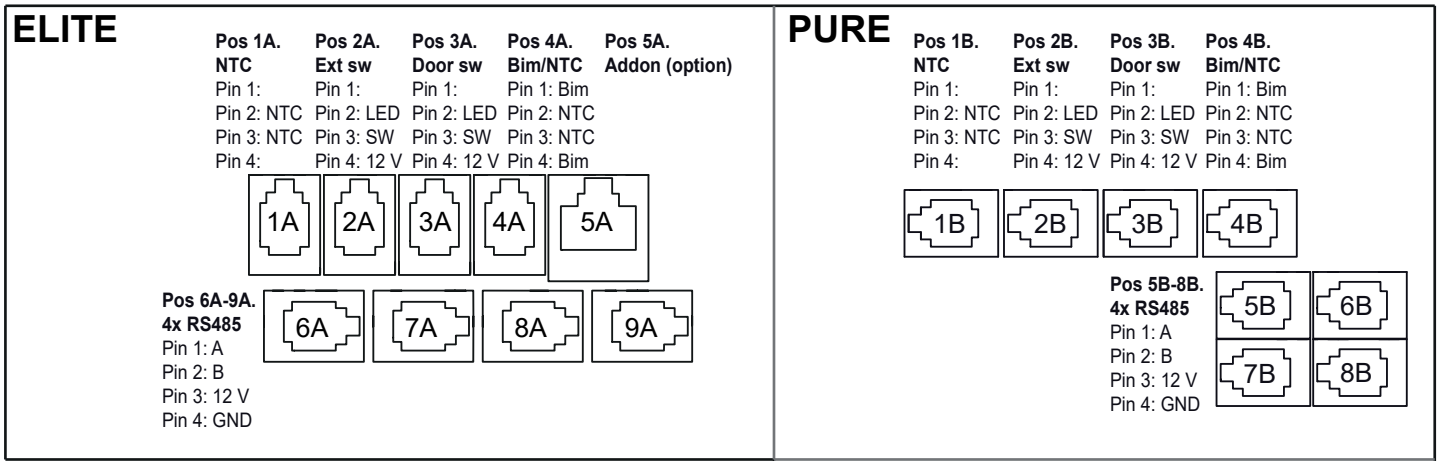 ELITE
Pos 1A. Pos 2A. Pos 3A. Pos 4A. Pos 5A.
NTC Ext sw Door sw Bim/NTC Addon (option)
Pin 1: Pin 1: Pin 1: Pin 1: Bim
Pin 2: NTC Pin 2: LED Pin 2: LED Pin 2: NTC
Pin 3: NTC Pin 3: SW Pin 3: SW Pin 3: NTC
Pin 4: Pin 4: 12 V Pin 4: 12 V Pin 4: Bim
1A 2A 3A 4A 5A
Pos 6A-9A.
4x RS485
Pin 1: A
Pin 2: B
Pin 3: 12 V
Pin 4: GND
6A 7A 8A 9A
PURE
Pos 1B. Pos 2B. Pos 3B. Pos 4B.
NTC Ext sw Door sw Bim/NTC
Pin 1: Pin 1: Pin 1: Pin 1: Bim
Pin 2: NTC Pin 2: LED Pin 2: LED Pin 2: NTC
Pin 3: NTC Pin 3: SW Pin 3: SW Pin 3: NTC
Pin 4: Pin 4: 12 V Pin 4: 12 V Pin 4: Bim
1B 2B 3B 4B
Pos 5B-8B.
4x RS485
Pin 1: A
Pin 2: B
Pin 3: 12 V
Pin 4: GND
5B 6B
7B 8B